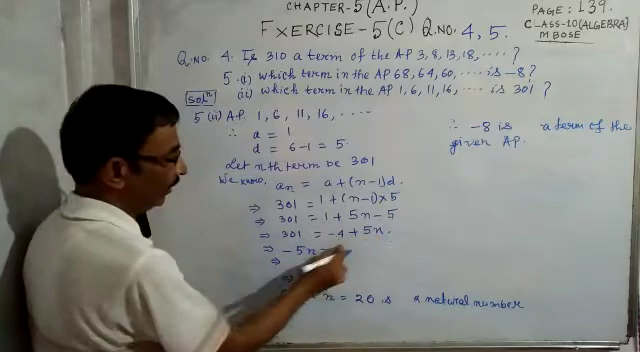 CHAPTER-5(A.P.)
PAGE: 139.
EXERCISE-5(C) Q.NO. 4, 5.
CLASS-10(ALGEBRA)
MBOSE
Q.NO. 4. Is 310 a term of the AP 3, 8, 13, 18, ..... ?
5. (i) which term in the AP 68, 64, 60, ..... is -8?
(ii) which term in the AP 1, 6, 11, 16, ..... is 301 ?
Solⁿ
5 (ii) A.P. 1, 6, 11, 16, .....
∴ a = 1
d = 6-1 = 5.
Let nth term be 301
We know, an = a + (n-1)d.
⇒ 301 = 1 + (n-1)×5
⇒ 301 = 1 + 5n - 5
⇒ 301 = -4 + 5n.
⇒ -5n =
⇒
⇒
n = 20 is a natural number
∴ -8 is a term of the
given AP.